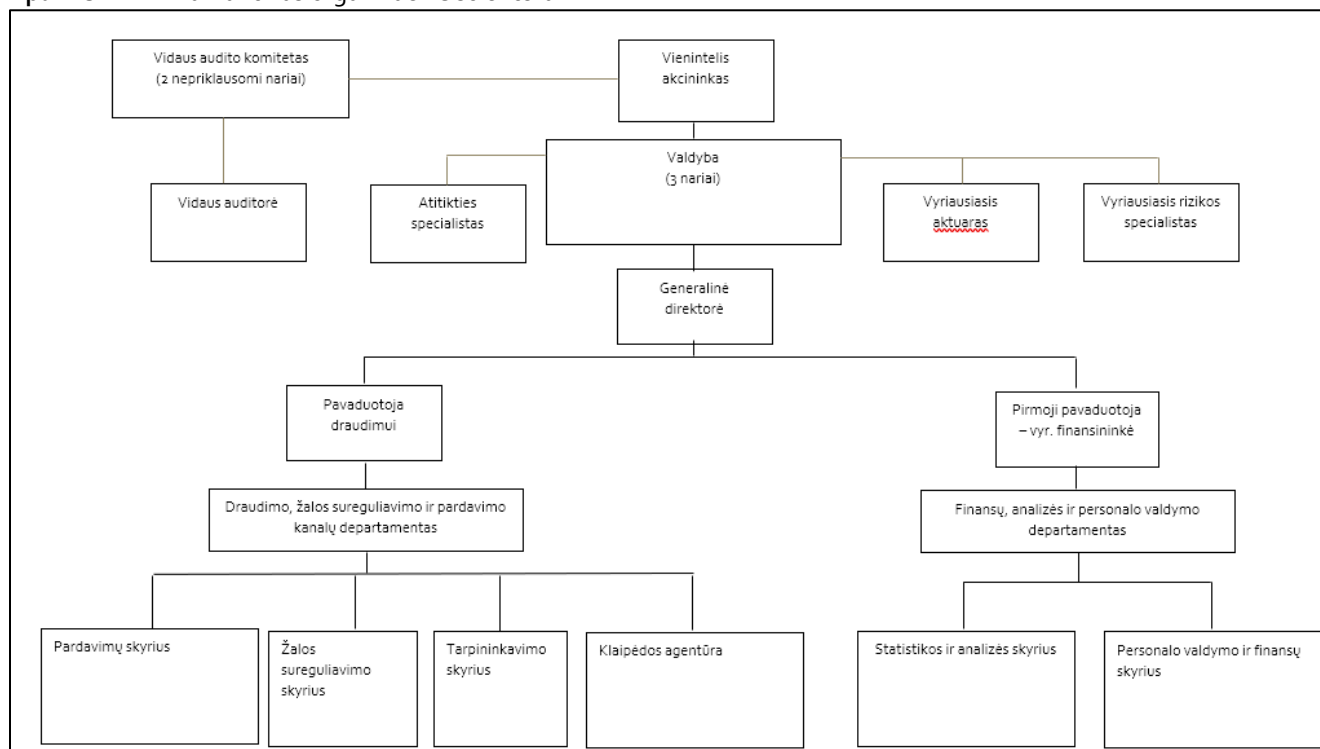 Vidaus audito komitetas
(2 nepriklausomi nariai)
Vienintelis
akcininkas
Valdyba
(3 nariai)
Vidaus auditorė
Atitikties
specialistas
Vyriausiasis
aktuaras
Vyriausiasis rizikos
specialistas
Generalinė
direktorė
Pavaduotoja
draudimui
Pirmoji pavaduotoja
– vyr. finansininkė
Draudimo, žalos sureguliavimo ir pardavimo
kanalų departamentas
Finansų, analizės ir personalo valdymo
departamentas
Pardavimų skyrius
Žalos
sureguliavimo
skyrius
Tarpininkavimo
skyrius
Klaipėdos agentūra
Statistikos ir analizės skyrius
Personalo valdymo ir finansų
skyrius